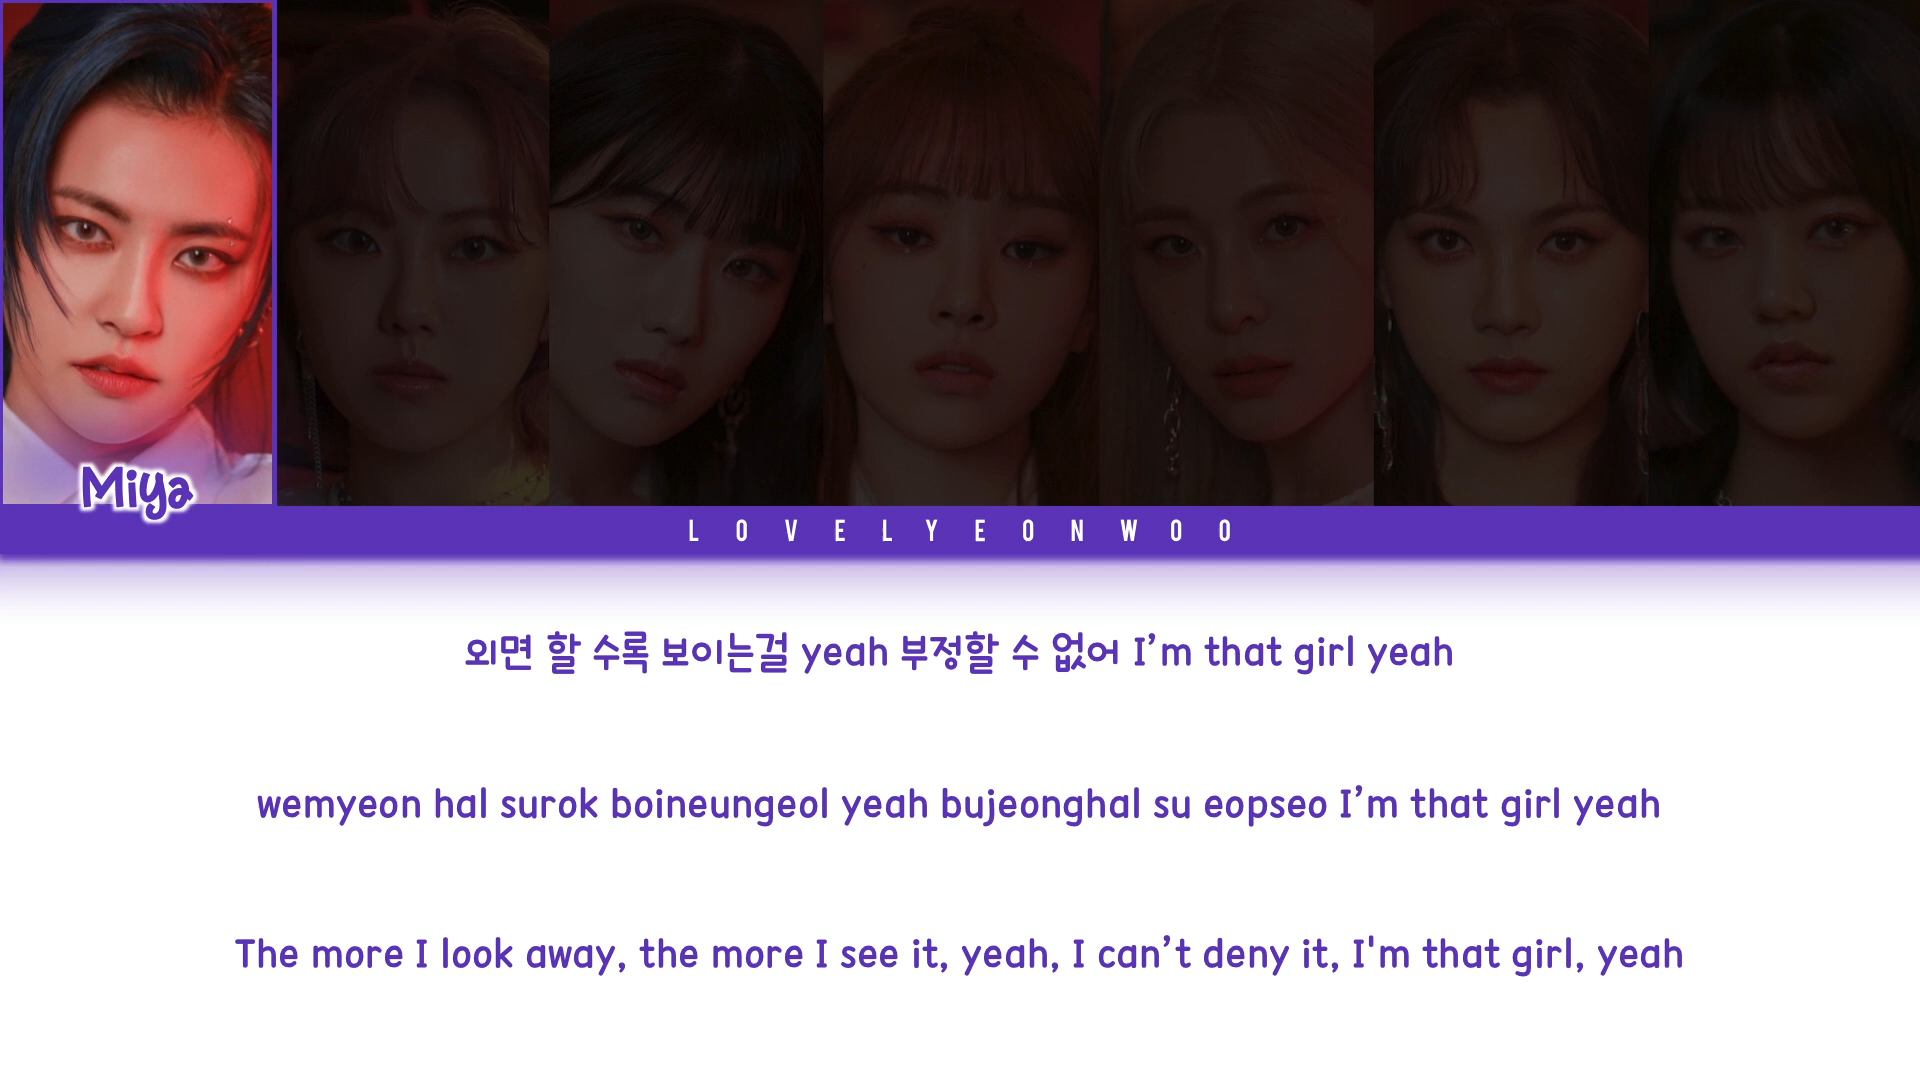 Miya
LOVELYEONWOO
외면 할 수록 보이는걸 yeah 부정할 수 없어 I’m that girl yeah
wemyeon hal surok boineungeol yeah bujeonghal su eopseo I’m that girl yeah
The more I look away, the more I see it, yeah, I can’t deny it, I'm that girl, yeah